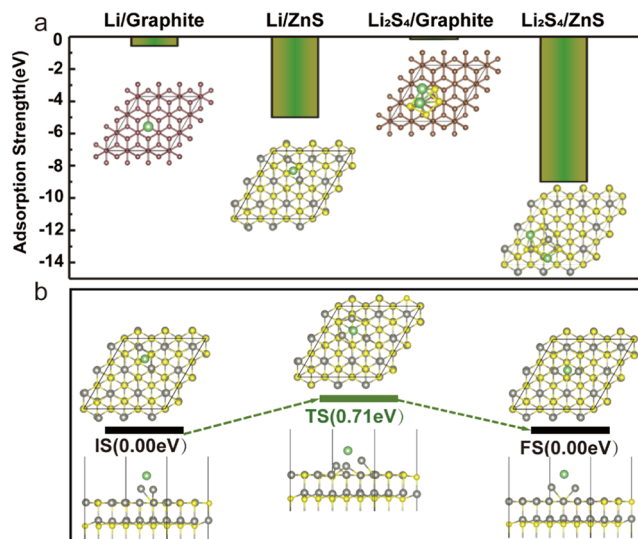 a
Li/Graphite Li/ZnS Li₂S₄/Graphite Li₂S₄/ZnS
Adsorption Strength(eV)
0
-2
-4
-6
-8
-10
-12
-14
b
IS(0.00eV)
TS(0.71eV)
FS(0.00eV)